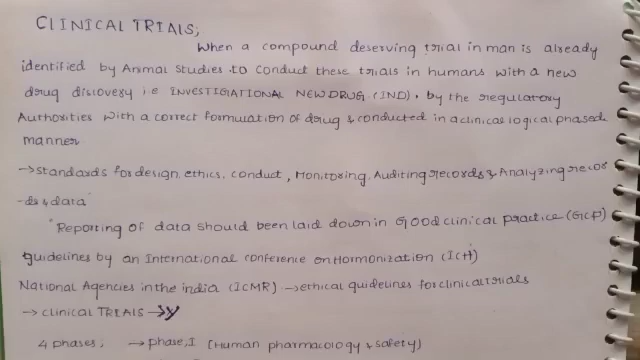 CLINICAL TRIALS;
When a compound deserving trial in man is already
identified by Animal studies to conduct these trials in humans with a new
drug discovery i.e INVESTIGATIONAL NEW DRUG (IND). by the regulatory
Authorities with a correct formulation of drug & conducted in a clinical logical phased
manner
→ standards for design, ethics, conduct, Monitoring, Auditing records & Analyzing recor
-ds & data
"Reporting of data should been laid down in GOOD clinical practice (GCP)
guidelines by an International conference on Hormonization (ICH)
National Agencies in the india (ICMR) → ethical guidelines for clinical trials
→ clinical TRIALS →
4 phases; → phase, I (Human pharmacology & safety)